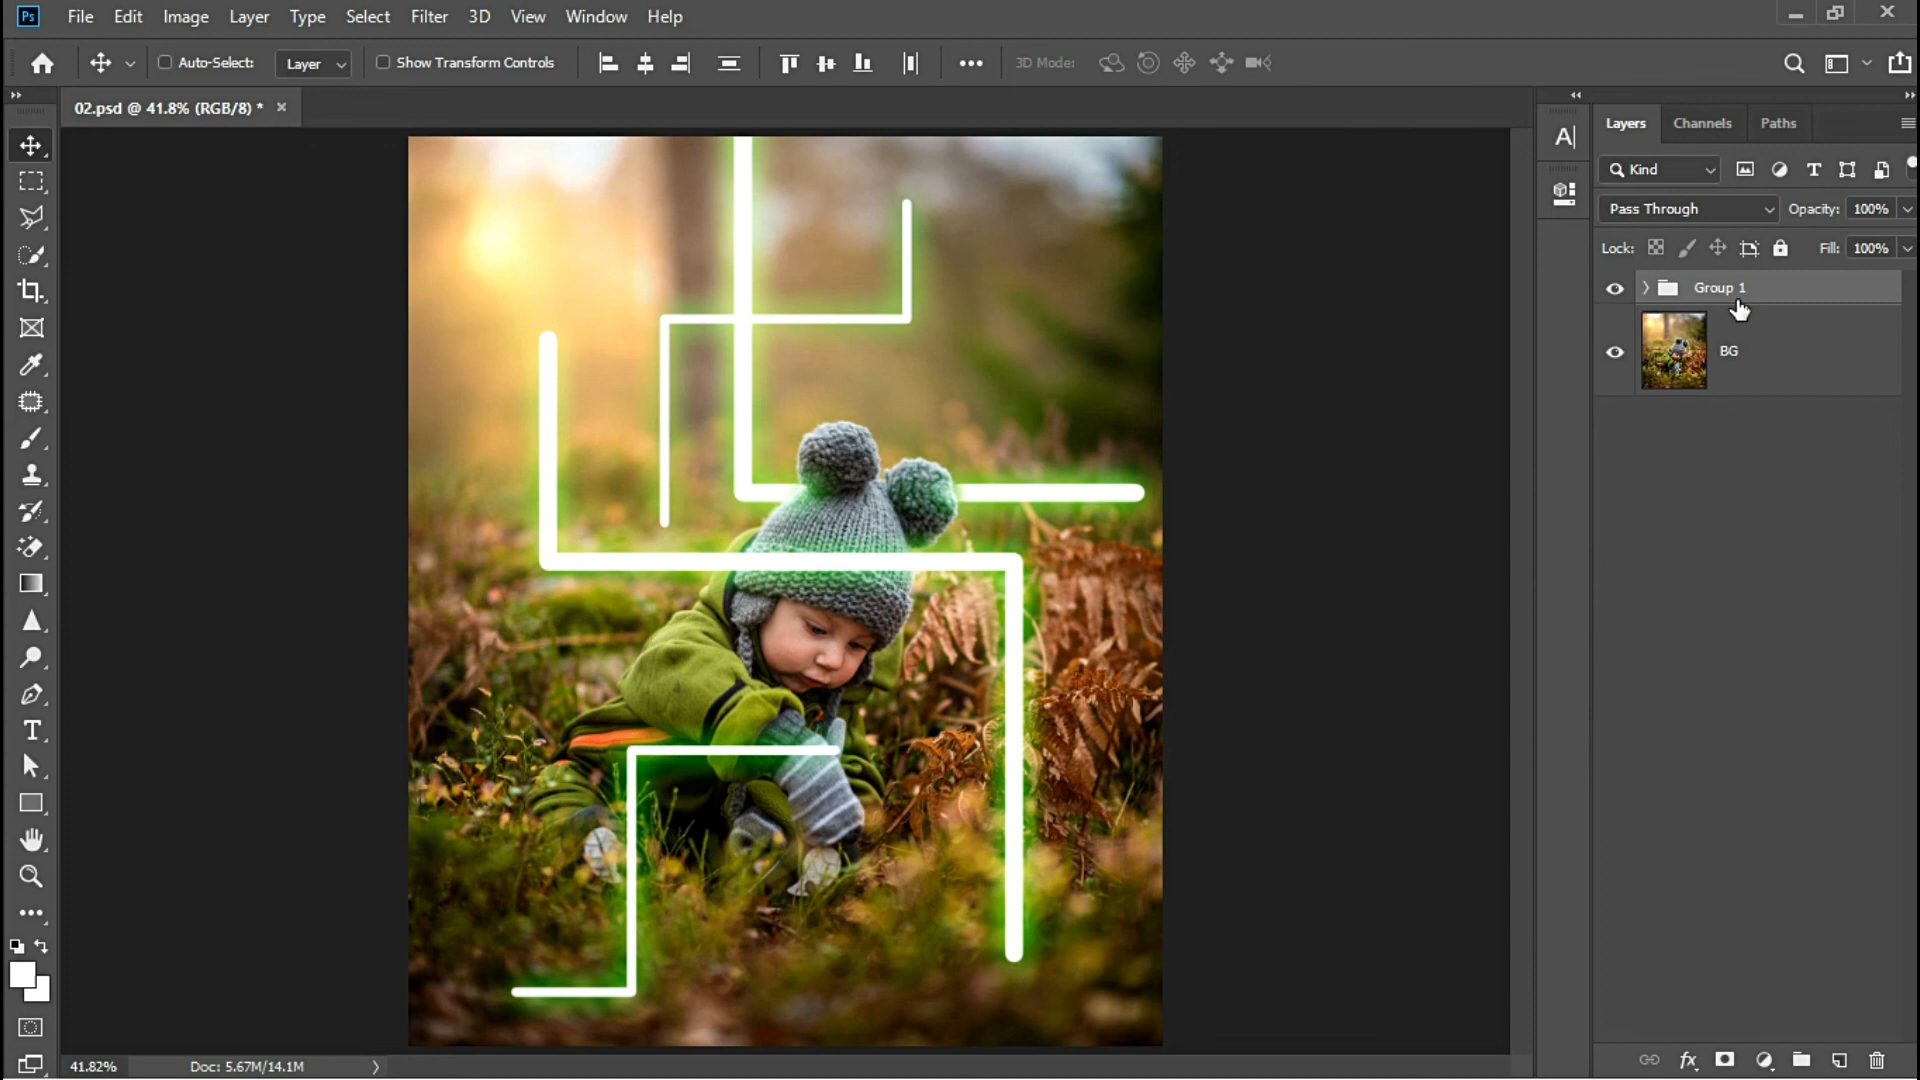 Ps File Edit Image Layer Type Select Filter 3D View Window Help
Auto-Select: Layer Show Transform Controls 3D Mode:
02.psd @ 41.8% (RGB/8) *
Layers Channels Paths
Kind
Pass Through Opacity: 100%
Lock: Fill: 100%
Group 1
BG
41.82% Doc: 5.67M/14.1M